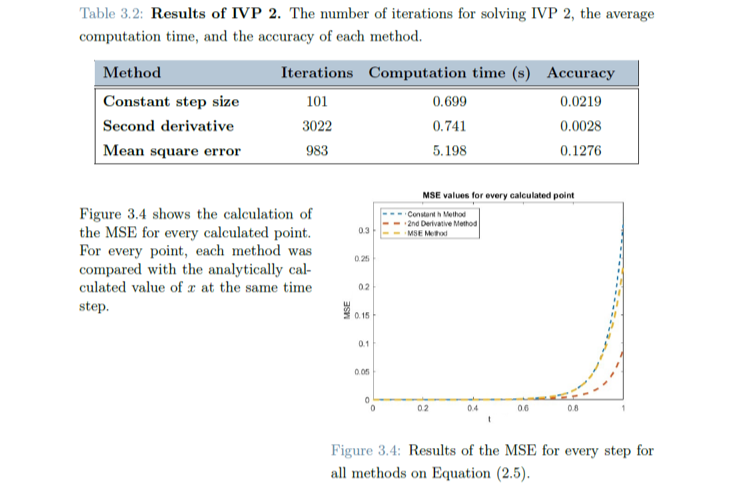 Table 3.2: Results of IVP 2. The number of iterations for solving IVP 2, the average
computation time, and the accuracy of each method.
Method Iterations Computation time (s) Accuracy
Constant step size 101 0.699 0.0219
Second derivative 3022 0.741 0.0028
Mean square error 983 5.198 0.1276
Figure 3.4 shows the calculation of
the MSE for every calculated point.
For every point, each method was
compared with the analytically cal-
culated value of x at the same time
step.
MSE values for every calculated point
Constant h Method
2nd Derivative Method
MSE Method
0.3
0.25
0.2
0.15
0.1
0.05
0
MSE
0 0.2 0.4 0.6 0.8 1
t
Figure 3.4: Results of the MSE for every step for
all methods on Equation (2.5).